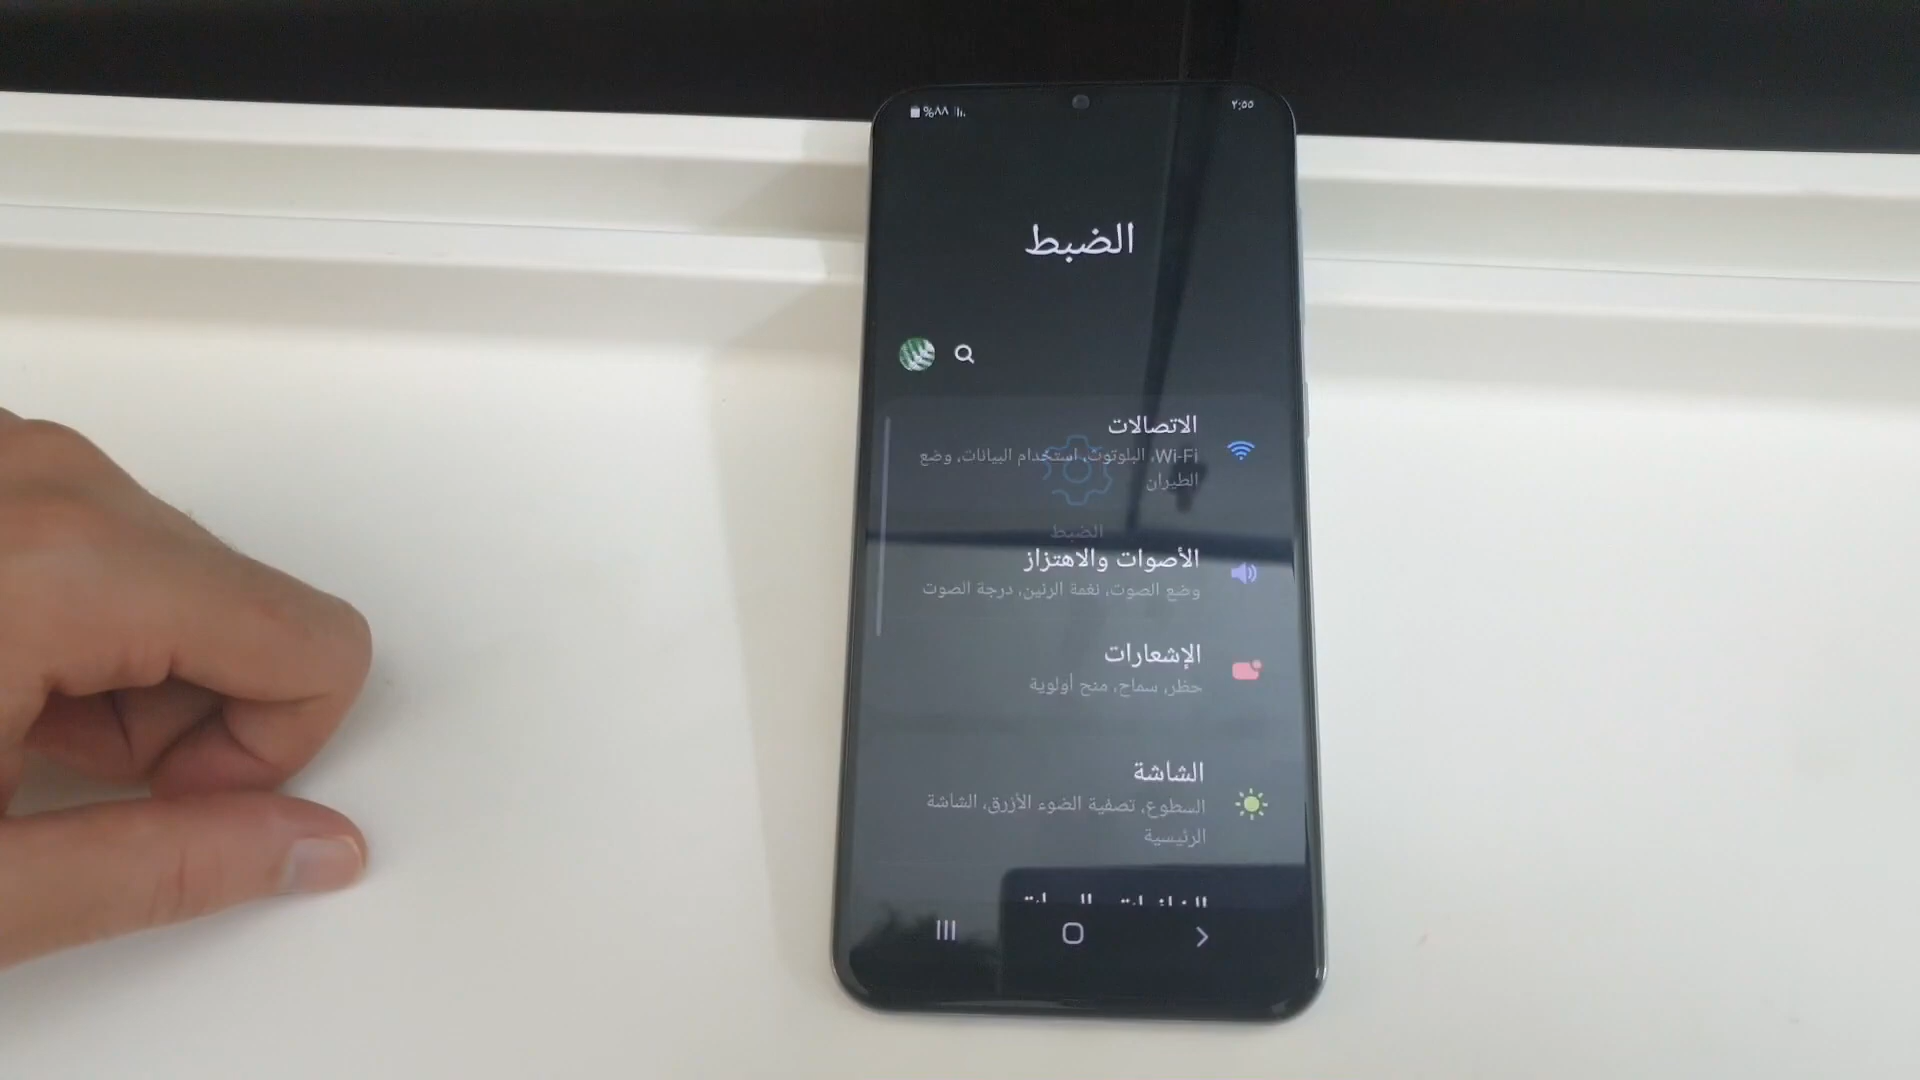 ٢:٥٥
%٨٨
الضبط
الاتصالات
Wi-Fi، البلوتوث، استخدام البيانات، وضع
الطيران
الضبط
الأصوات والاهتزاز
وضع الصوت، نغمة الرنين، درجة الصوت
الإشعارات
حظر، سماح، منح أولوية
الشاشة
السطوع، تصفية الضوء الأزرق، الشاشة
الرئيسية